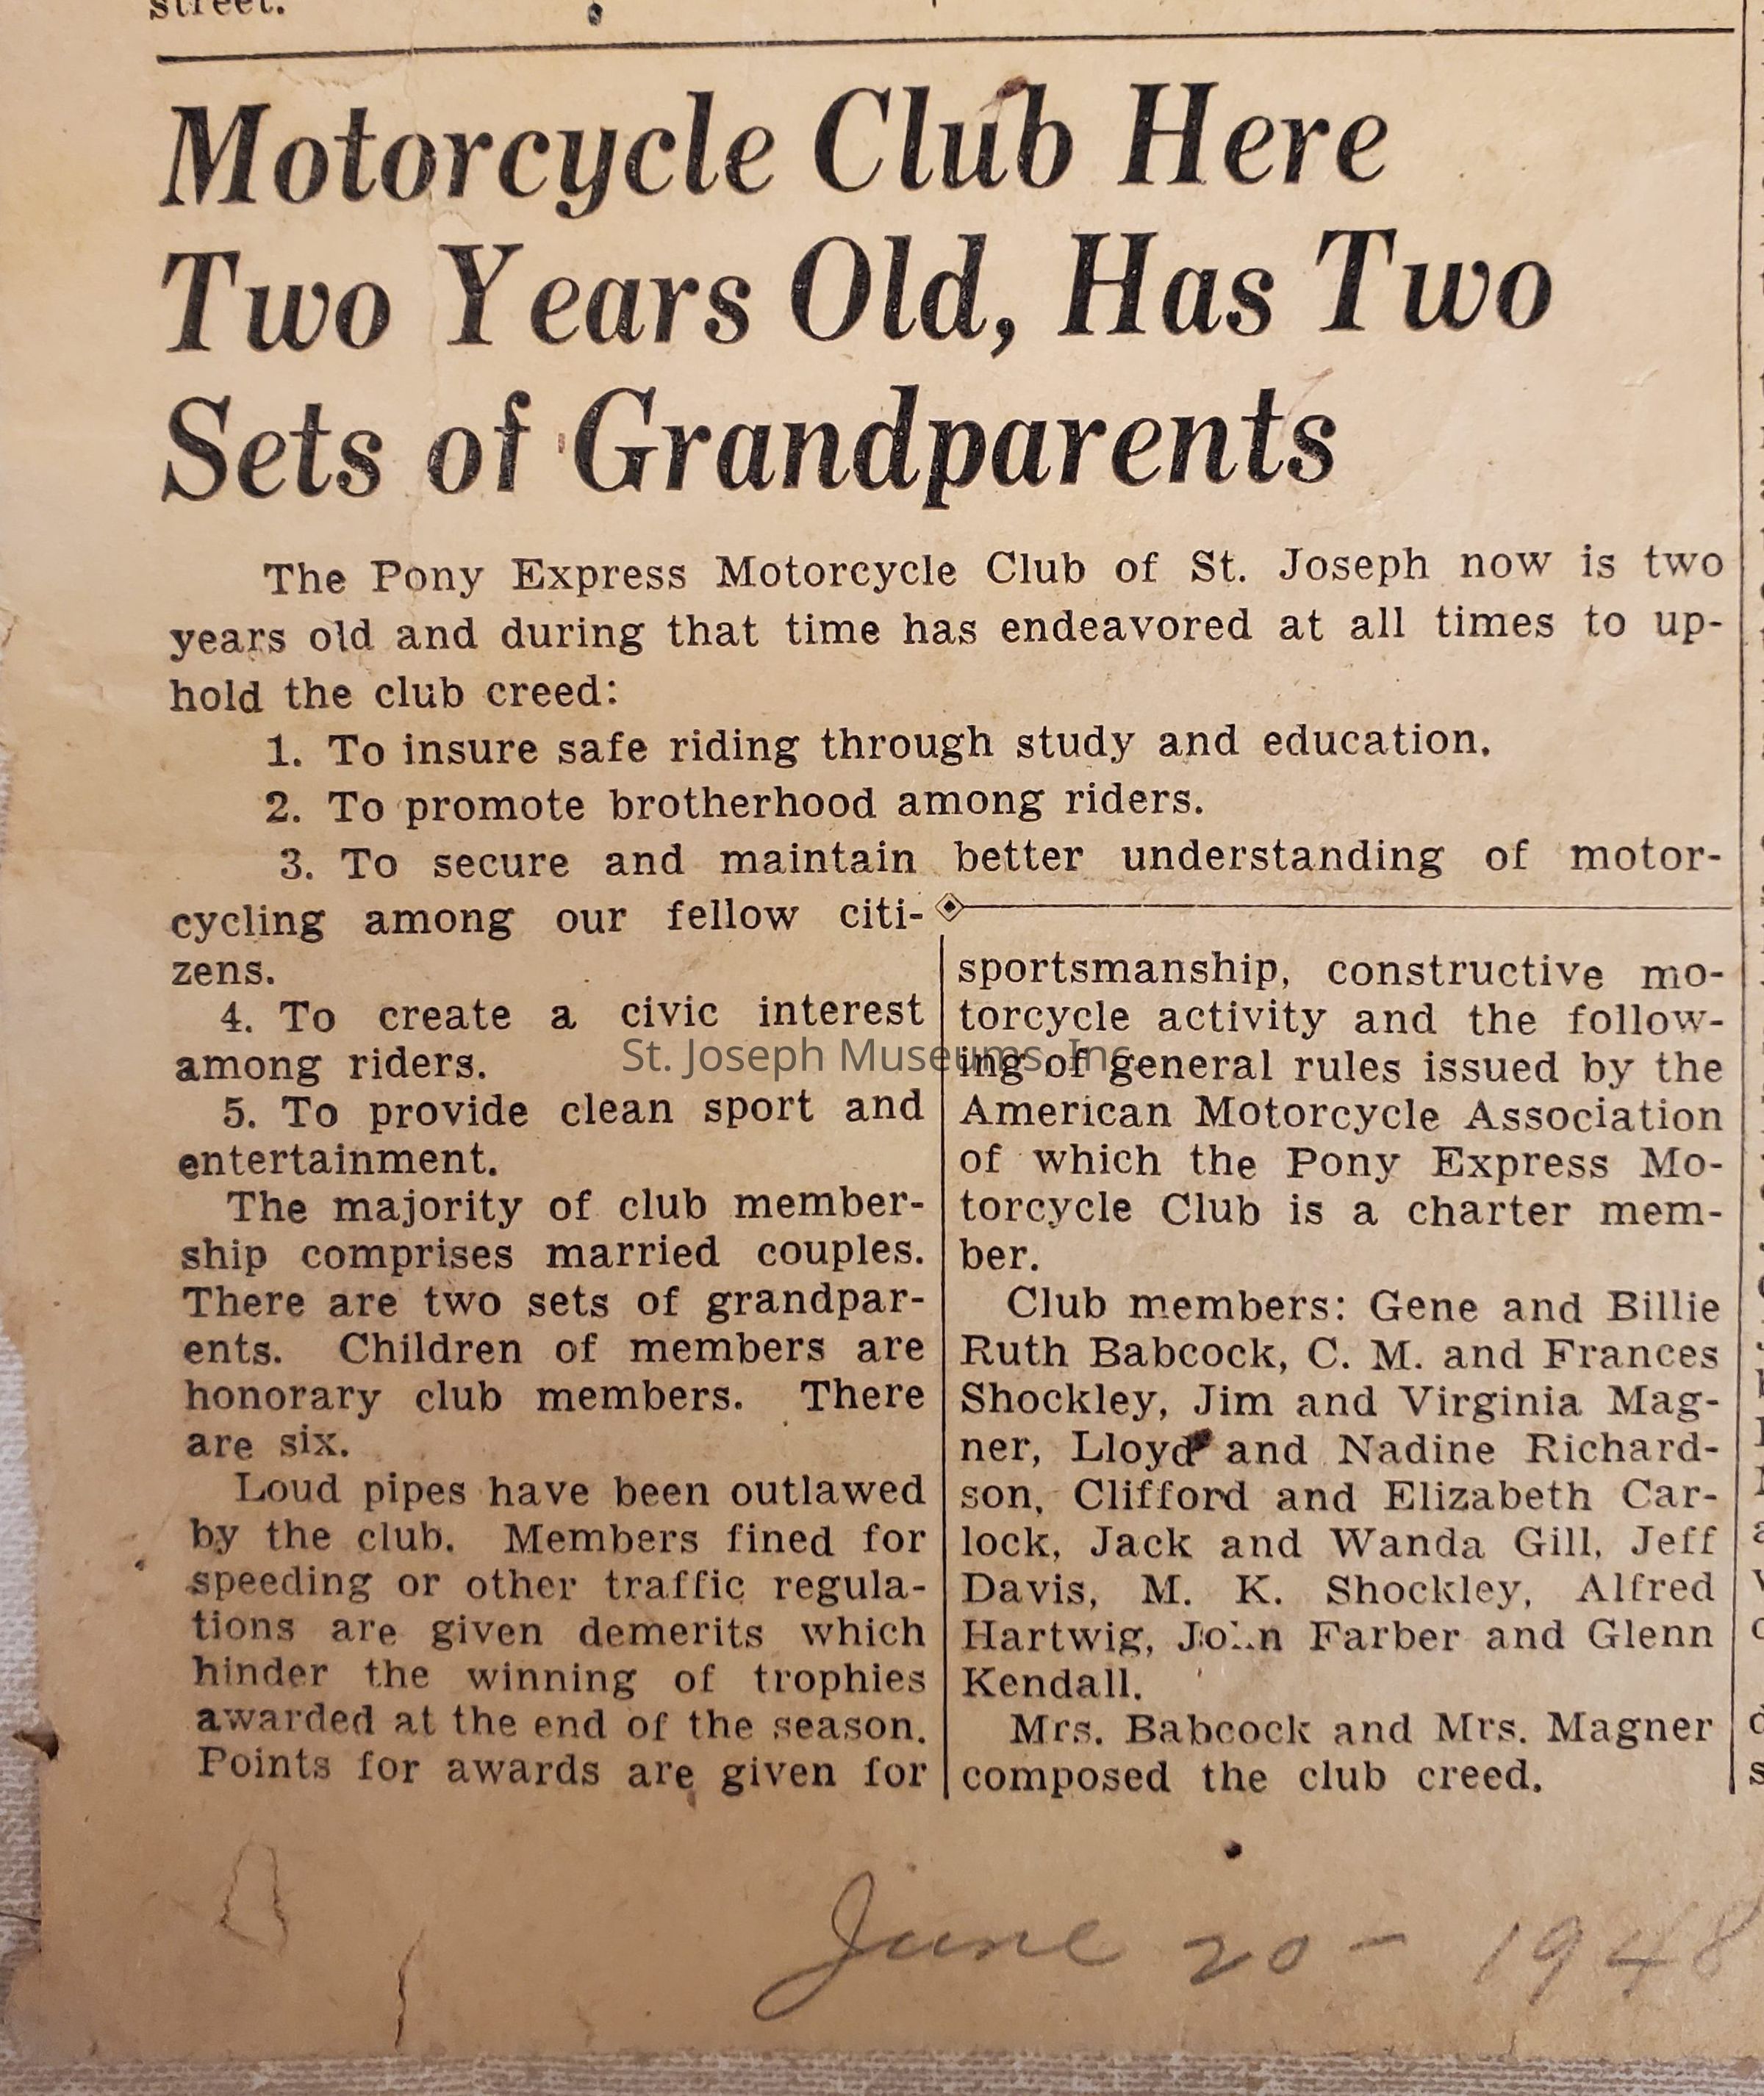 street.
Motorcycle Club Here
Two Years Old, Has Two
Sets of Grandparents
The Pony Express Motorcycle Club of St. Joseph now is two
years old and during that time has endeavored at all times to up-
hold the club creed:
1. To insure safe riding through study and education.
2. To promote brotherhood among riders.
3. To secure and maintain better understanding of motor-
cycling among our fellow citi-
zens.
4. To create a civic interest
among riders.
5. To provide clean sport and
entertainment.
The majority of club member-
ship comprises married couples.
There are two sets of grandpar-
ents. Children of members are
honorary club members. There
are six.
Loud pipes have been outlawed
by the club. Members fined for
speeding or other traffic regula-
tions are given demerits which
hinder the winning of trophies
awarded at the end of the season.
Points for awards are given for
sportsmanship, constructive mo-
torcycle activity and the follow-
ing of general rules issued by the
American Motorcycle Association
of which the Pony Express Mo-
torcycle Club is a charter mem-
ber.
Club members: Gene and Billie
Ruth Babcock, C. M. and Frances
Shockley, Jim and Virginia Mag-
ner, Lloyd and Nadine Richard-
son, Clifford and Elizabeth Car-
lock, Jack and Wanda Gill, Jeff
Davis, M. K. Shockley, Alfred
Hartwig, John Farber and Glenn
Kendall.
Mrs. Babcock and Mrs. Magner
composed the club creed.
St. Joseph Museums, Inc.
June 20 - 1948